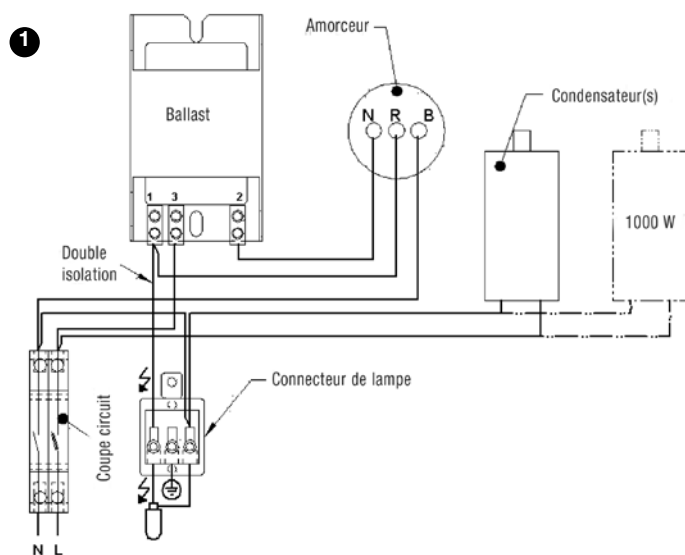 1
Amorceur
Condensateur(s)
Ballast
N R B
1000 W
1 3 2
Double
isolation
Connecteur de lampe
Coupe circuit
N L